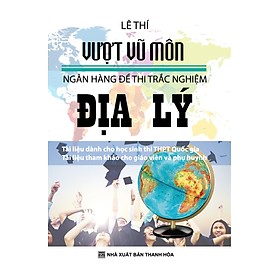 LÊ THÍ
VƯỢT VŨ MÔN
NGÂN HÀNG ĐỀ THI TRẮC NGHIỆM
ĐỊA LÝ
Tài liệu dành cho học sinh thi THPT Quốc gia
Tài liệu tham khảo cho giáo viên và phụ huynh
NHÀ XUẤT BẢN THANH HÓA